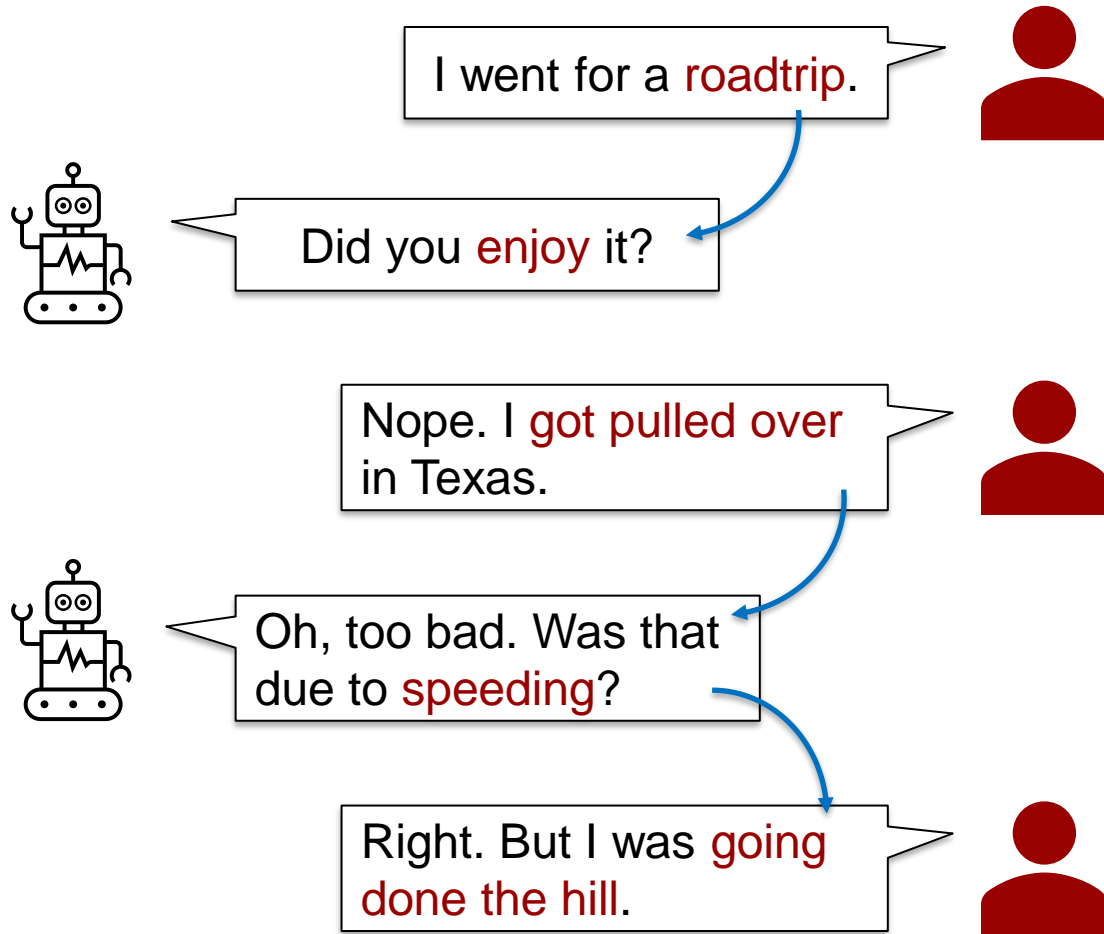 I went for a roadtrip.
Did you enjoy it?
Nope. I got pulled over
in Texas.
Oh, too bad. Was that
due to speeding?
Right. But I was going
done the hill.